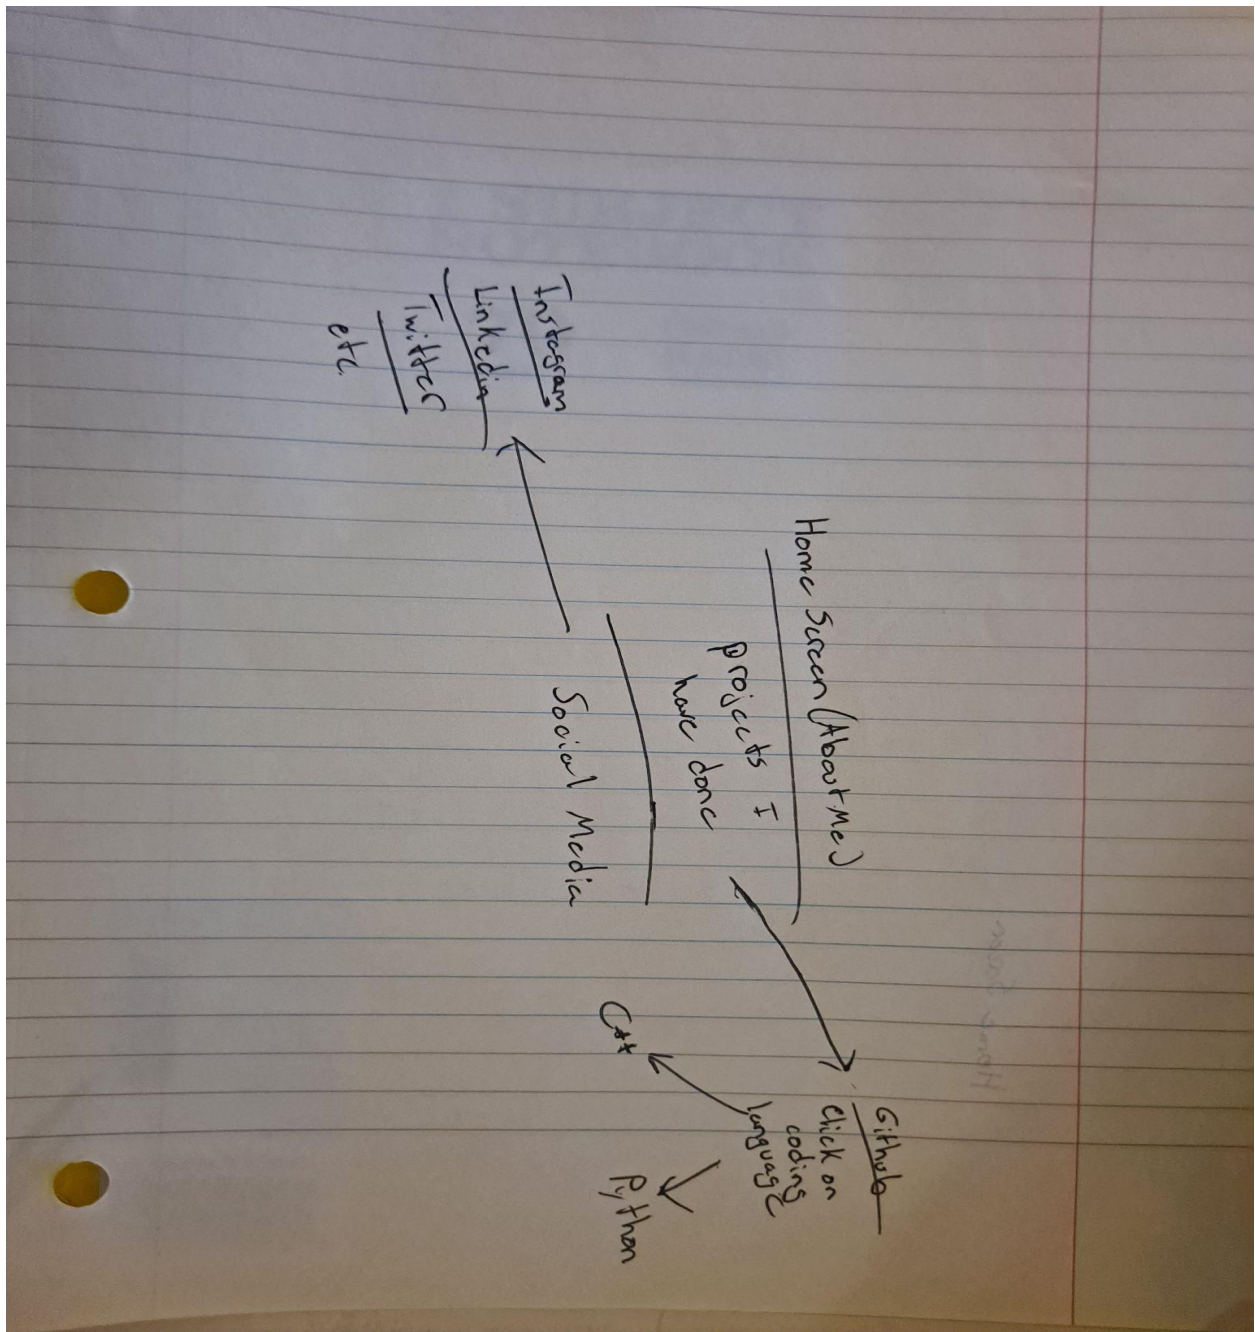 Home Screen (About Me)
projects I
have done
Social Media
Instagram
Linkedin
Twitter
etc.
Github
Click on
coding
language
C++
Python